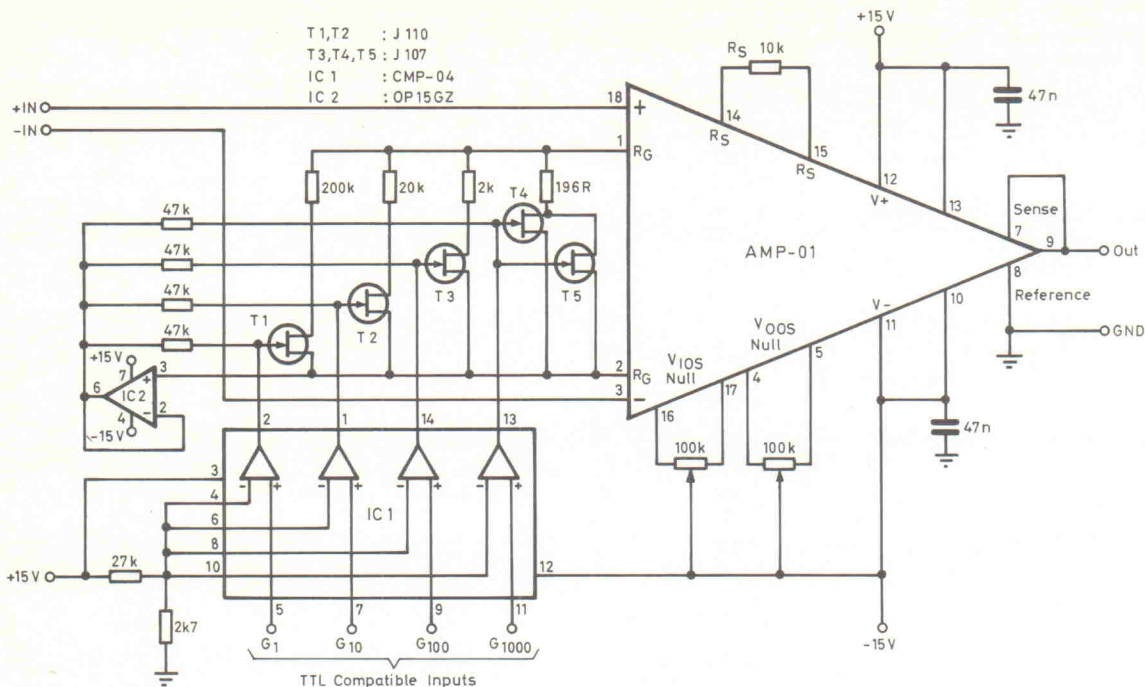 T1,T2 : J 110
T3,T4,T5 : J 107
IC 1 : CMP-04
IC 2 : OP15GZ
+15V
RS 10k
47n
+IN
-IN
18
+
14
RS
15
RS
1
RG
12
V+
13
200k
20k
2k
196R
T4
47k
47k
47k
47k
T1
T2
T3
T5
AMP-01
Sense
7
9
Out
8
Reference
GND
V-
11
10
VOOS
Null
5
VIOS
Null
17
4
16
+15V
7
3
+
6
IC2
-
2
4
-15V
2
RG
3
-
100k
100k
47n
2
1
14
13
3
4
6
8
10
- +
- +
- +
- +
IC 1
12
+15V
27k
2k7
5
7
9
11
G1
G10
G100
G1000
-15V
TTL Compatible Inputs